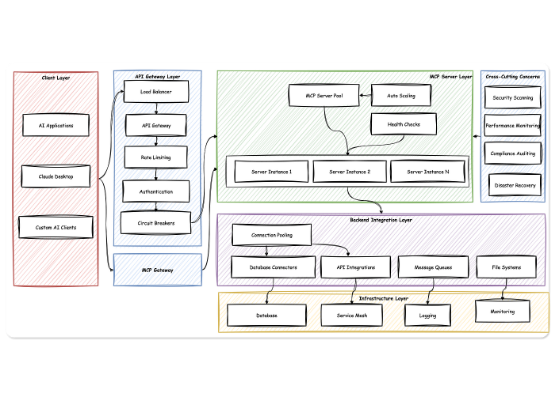 Client Layer
AI Applications
Claude Desktop
Custom AI Clients
API Gateway Layer
Load Balancer
API Gateway
Rate Limiting
Authentication
Circuit Breakers
MCP Gateway
MCP Server Layer
MCP Server Pool
Auto Scaling
Health Checks
Server Instance 1
Server Instance 2
Server Instance N
Cross-Cutting Concerns
Security Scanning
Performance Monitoring
Compliance Auditing
Disaster Recovery
Backend Integration Layer
Connection Pooling
Database Connectors
API Integrations
Message Queues
File Systems
Infrastructure Layer
Database
Service Mesh
Logging
Monitoring